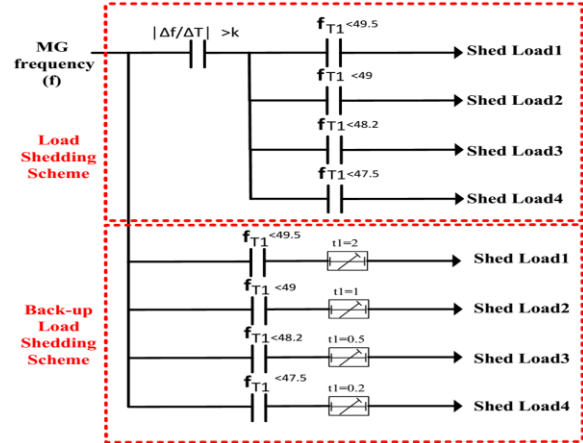 MG
frequency
(f)
|Δf/ΔT| >k
fT1<49.5
Shed Load1
fT1<49
Shed Load2
Load
Shedding
Scheme
fT1<48.2
Shed Load3
fT1<47.5
Shed Load4
fT1<49.5
t1=2
Shed Load1
fT1<49
t1=1
Shed Load2
Back-up
Load
Shedding
Scheme
fT1<48.2
t1=0.5
Shed Load3
fT1<47.5
t1=0.2
Shed Load4